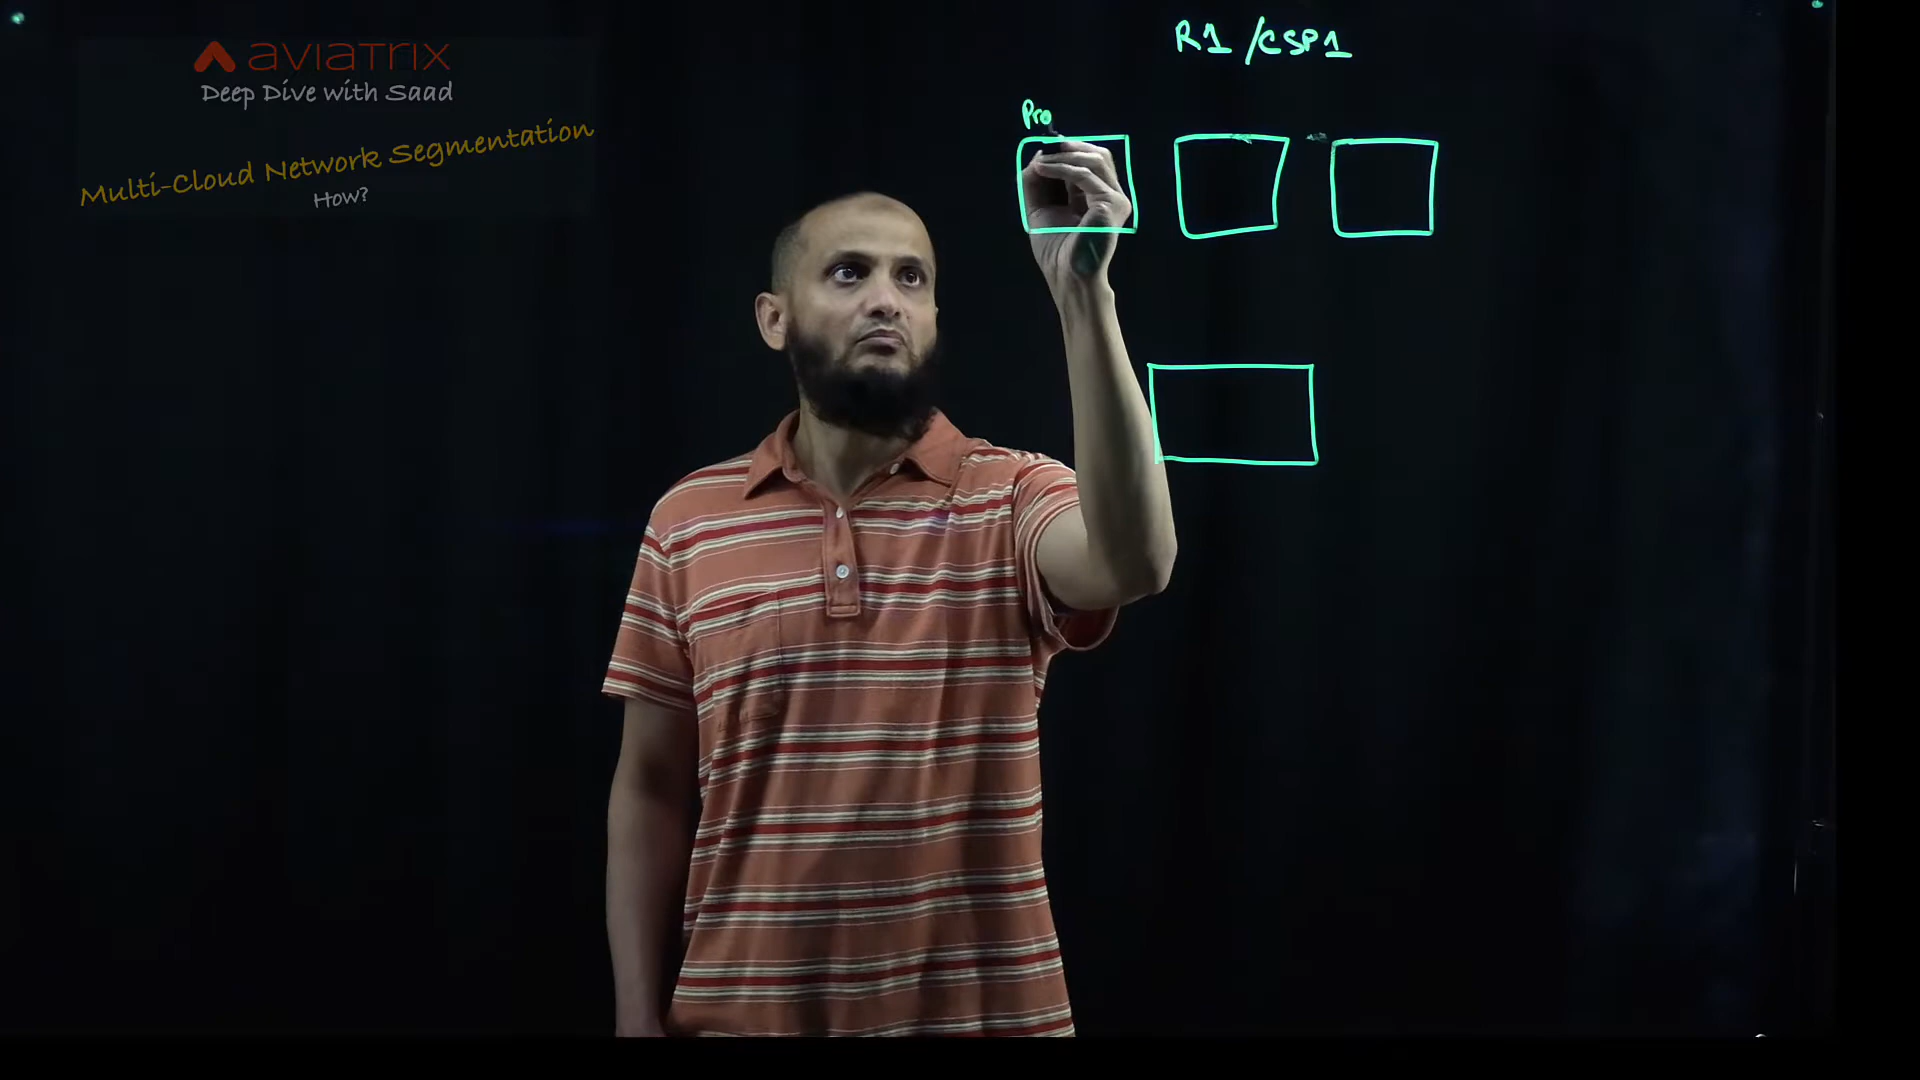 aviatrix
Deep Dive with Saad
Multi-Cloud Network Segmentation
How?
R1/CSP1
Pro